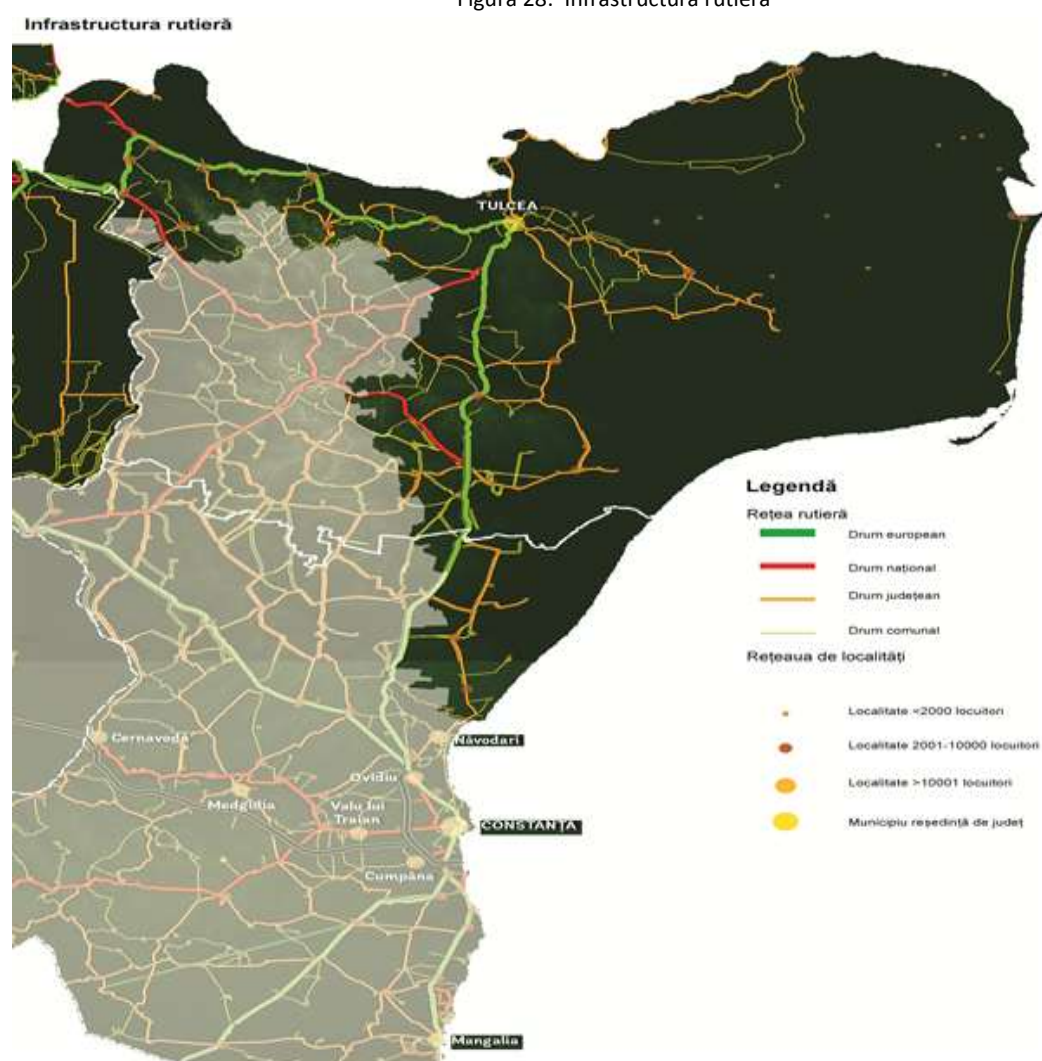 Figura 28: Infrastructura rutieră
Infrastructura rutieră
TULCEA
Legendă
Rețea rutieră
Drum european
Drum național
Drum județean
Drum comunal
Rețeaua de localități
Localitate <2000 locuitori
Localitate 2001-10000 locuitori
Localitate >10001 locuitori
Municipiu reședință de județ
Cernavodă
Năvodari
Ovidiu
Medgidia
Valu lui
Traian
CONSTANȚA
Cumpăna
Mangalia